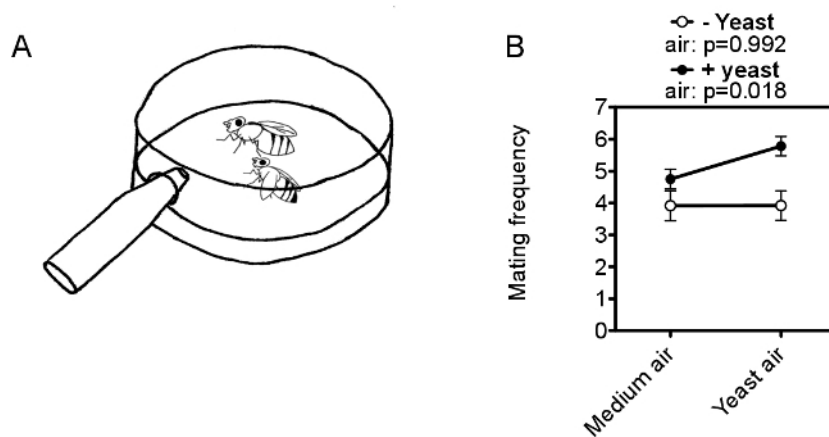 A
B
- Yeast
air: p=0.992
+ yeast
air: p=0.018
7
6
5
4
3
2
1
0
Mating frequency
Medium air
Yeast air